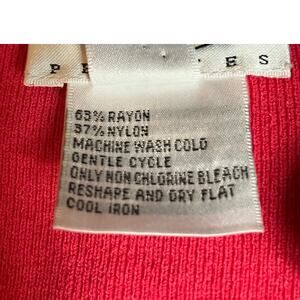 63% RAYON
37% NYLON
MACHINE WASH COLD
GENTLE CYCLE
ONLY NON CHLORINE BLEACH
RESHAPE AND DRY FLAT
COOL IRON